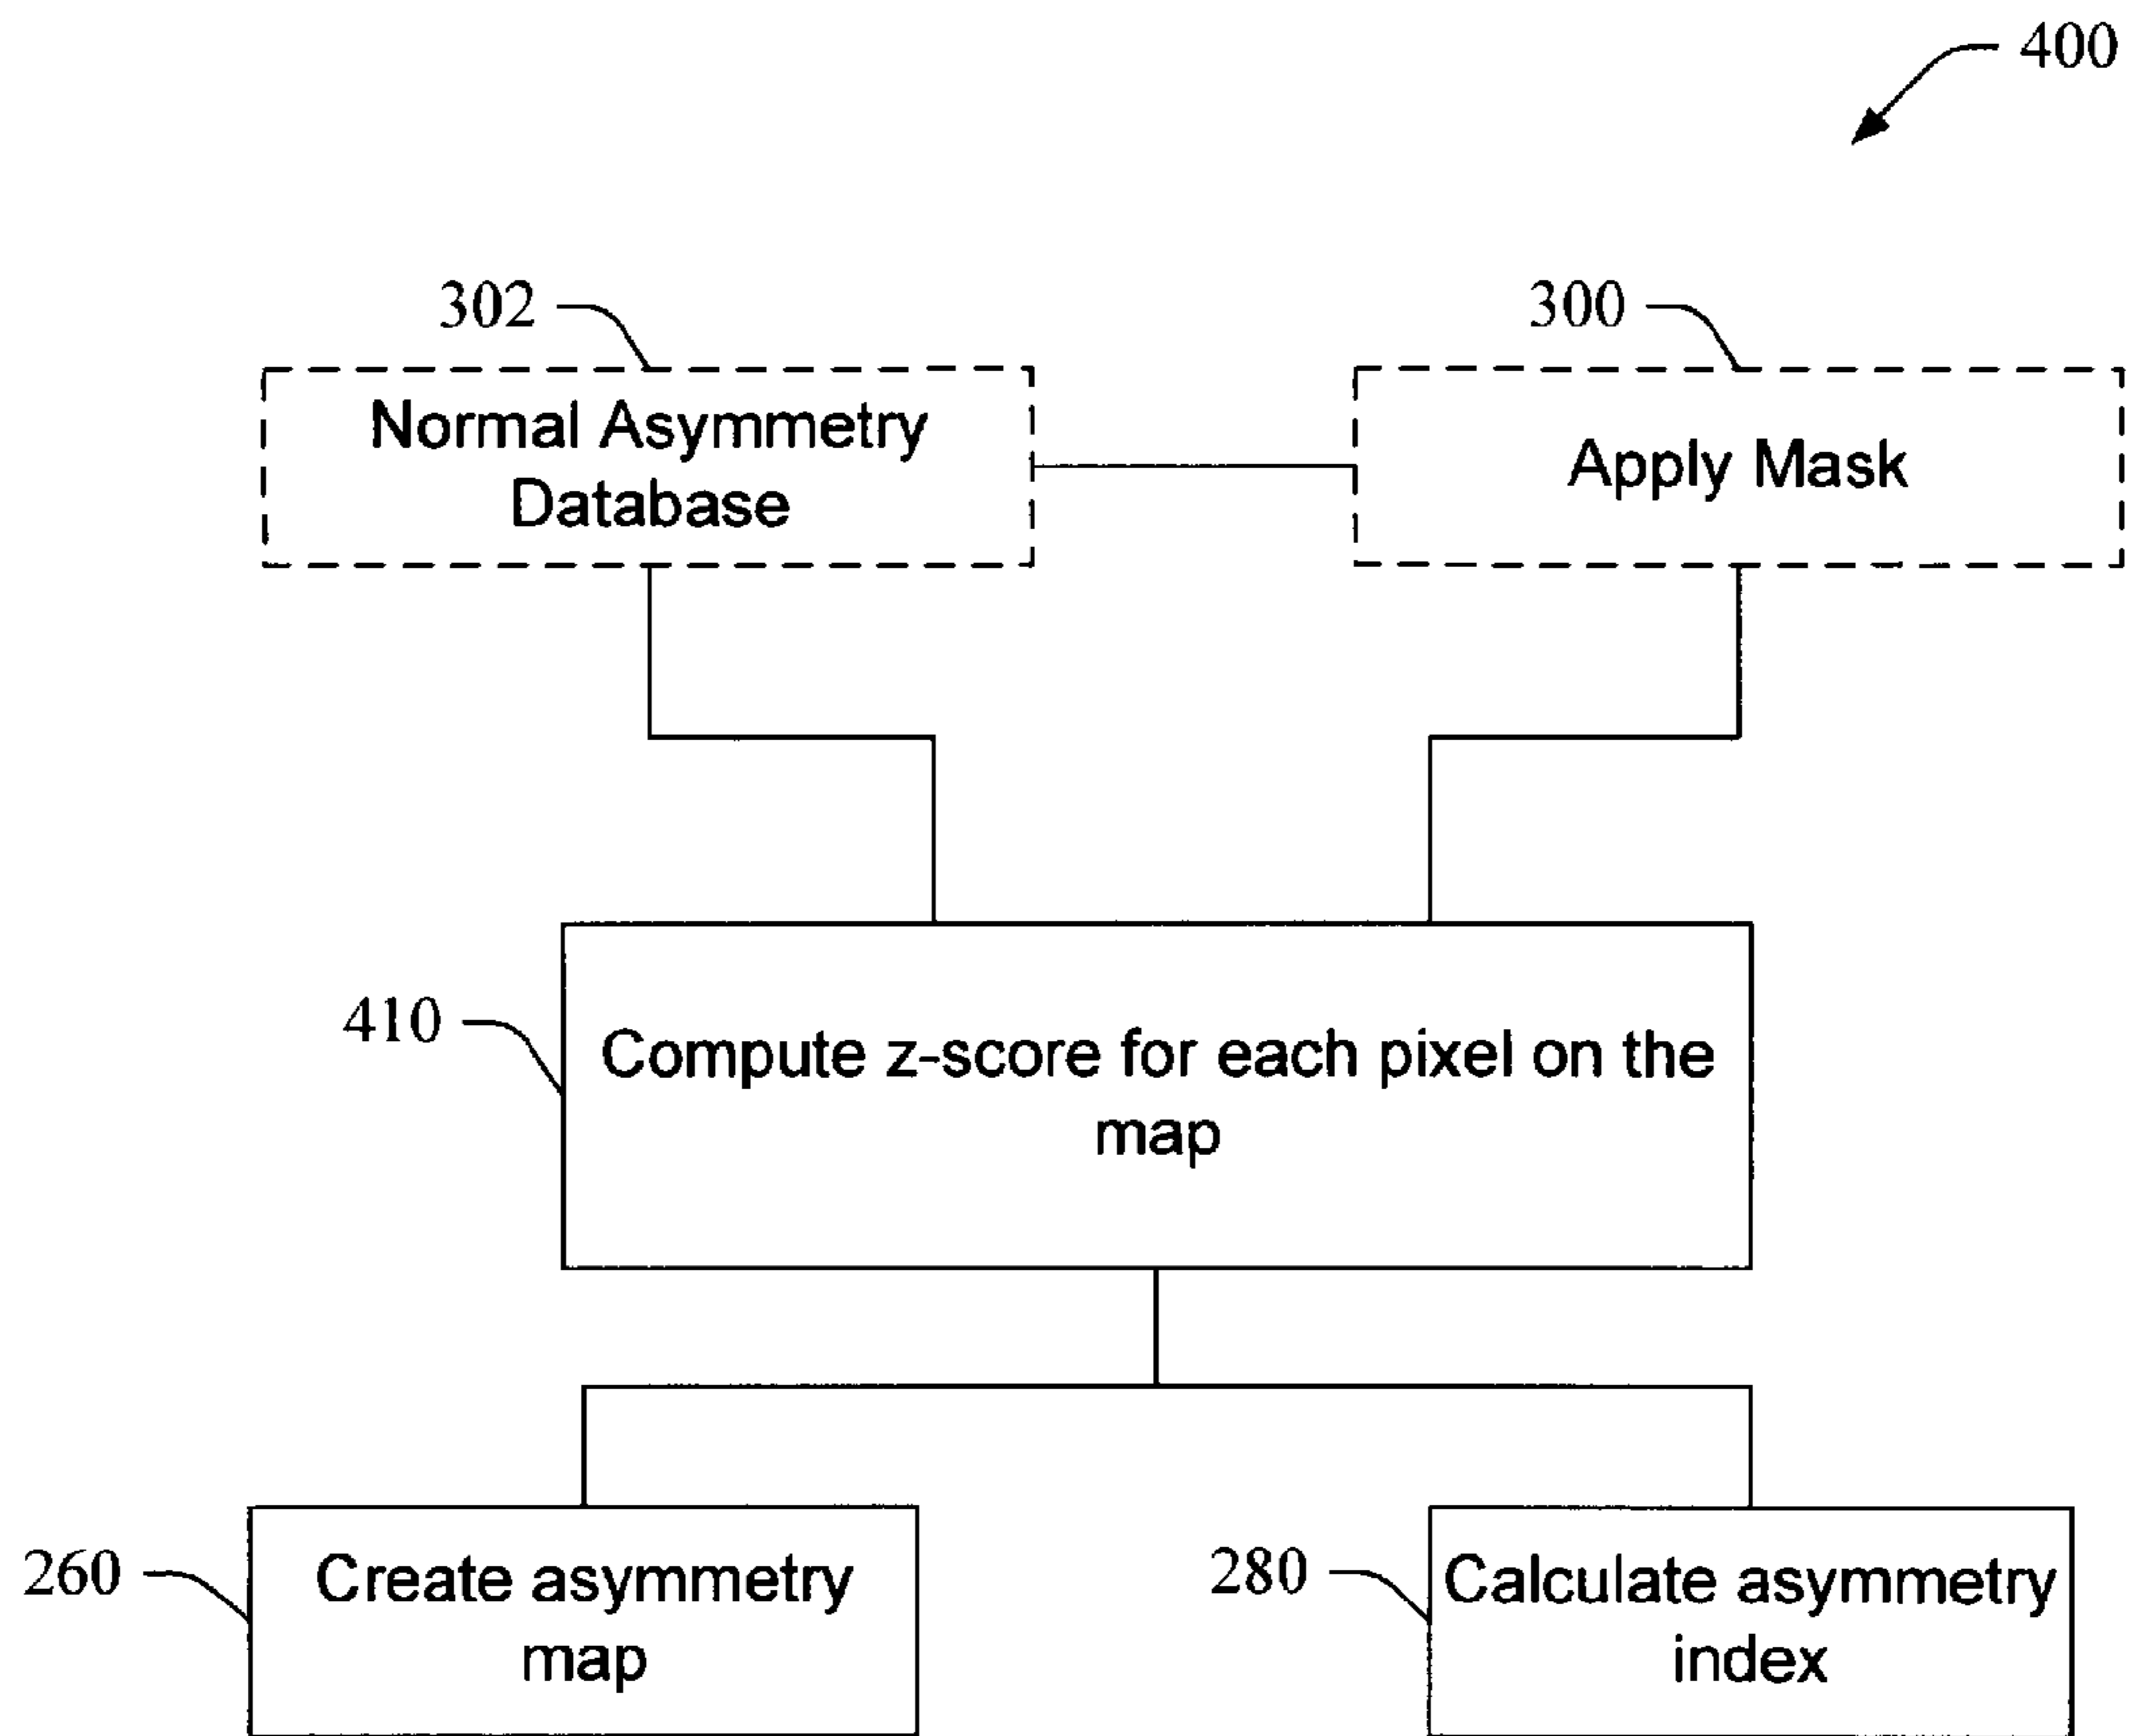 400
302
300
Normal Asymmetry
Database
Apply Mask
410
Compute z-score for each pixel on the
map
260
Create asymmetry
map
280
Calculate asymmetry
index